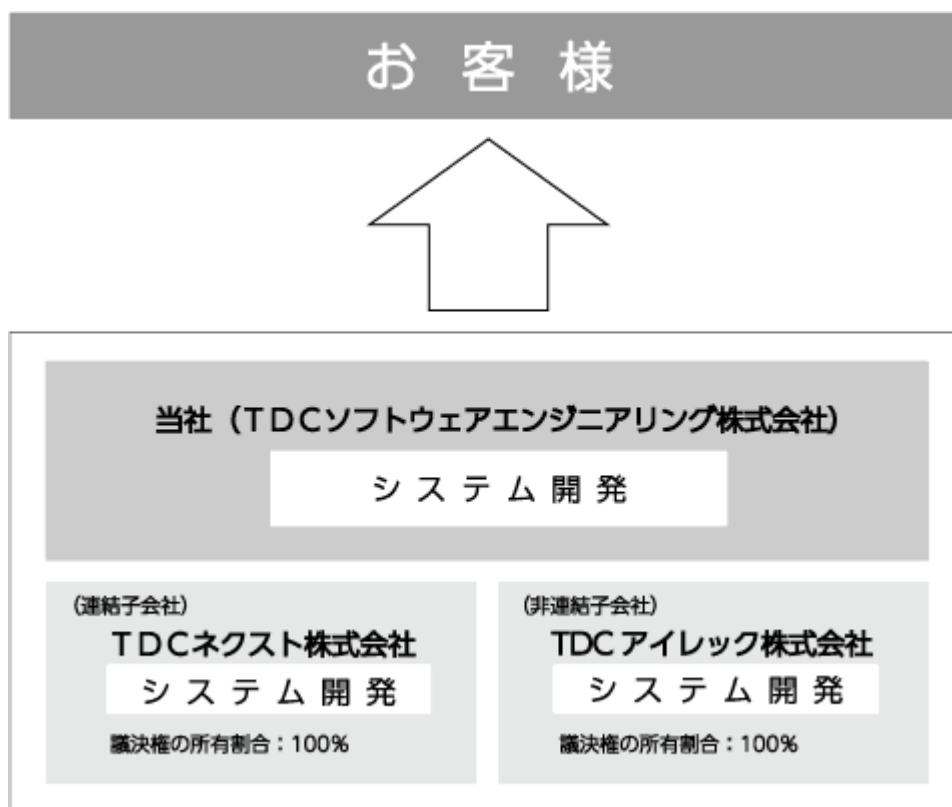 お客様
当社（ＴＤＣソフトウェアエンジニアリング株式会社）
システム開発
（連結子会社）
ＴＤＣネクスト株式会社
システム開発
議決権の所有割合：100％
（非連結子会社）
TDCアイレック株式会社
システム開発
議決権の所有割合：100％